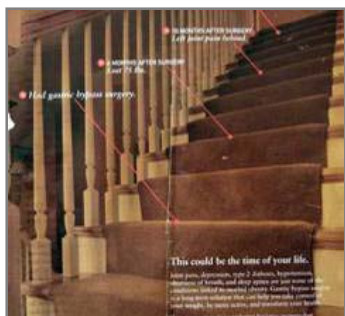 10 MONTHS AFTER SURGERY
Left joint pain behind.
6 MONTHS AFTER SURGERY
Lost 75 lbs.
Had gastric bypass surgery.
This could be the time of your life.
Joint pain, depression, type 2 diabetes, hypertension,
shortness of breath, and sleep apnea are just some of the
conditions linked to morbid obesity. Gastric bypass surgery
is a long-term solution that can help you take control of
your weight, be more active, and transform your health.